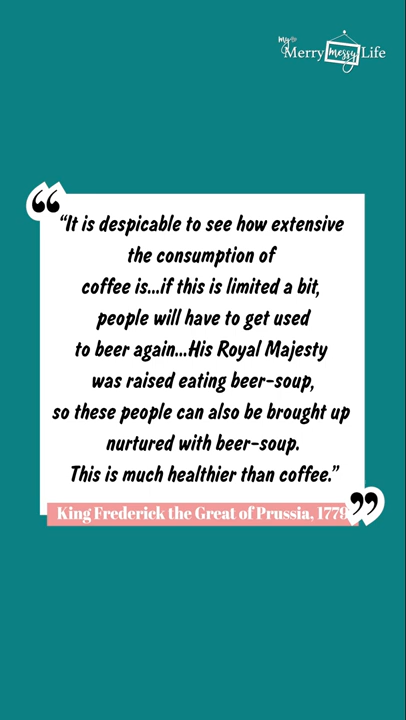 my
Merry messy Life
“It is despicable to see how extensive
the consumption of
coffee is...if this is limited a bit,
people will have to get used
to beer again...His Royal Majesty
was raised eating beer-soup,
so these people can also be brought up
nurtured with beer-soup.
This is much healthier than coffee.”
King Frederick the Great of Prussia, 1779